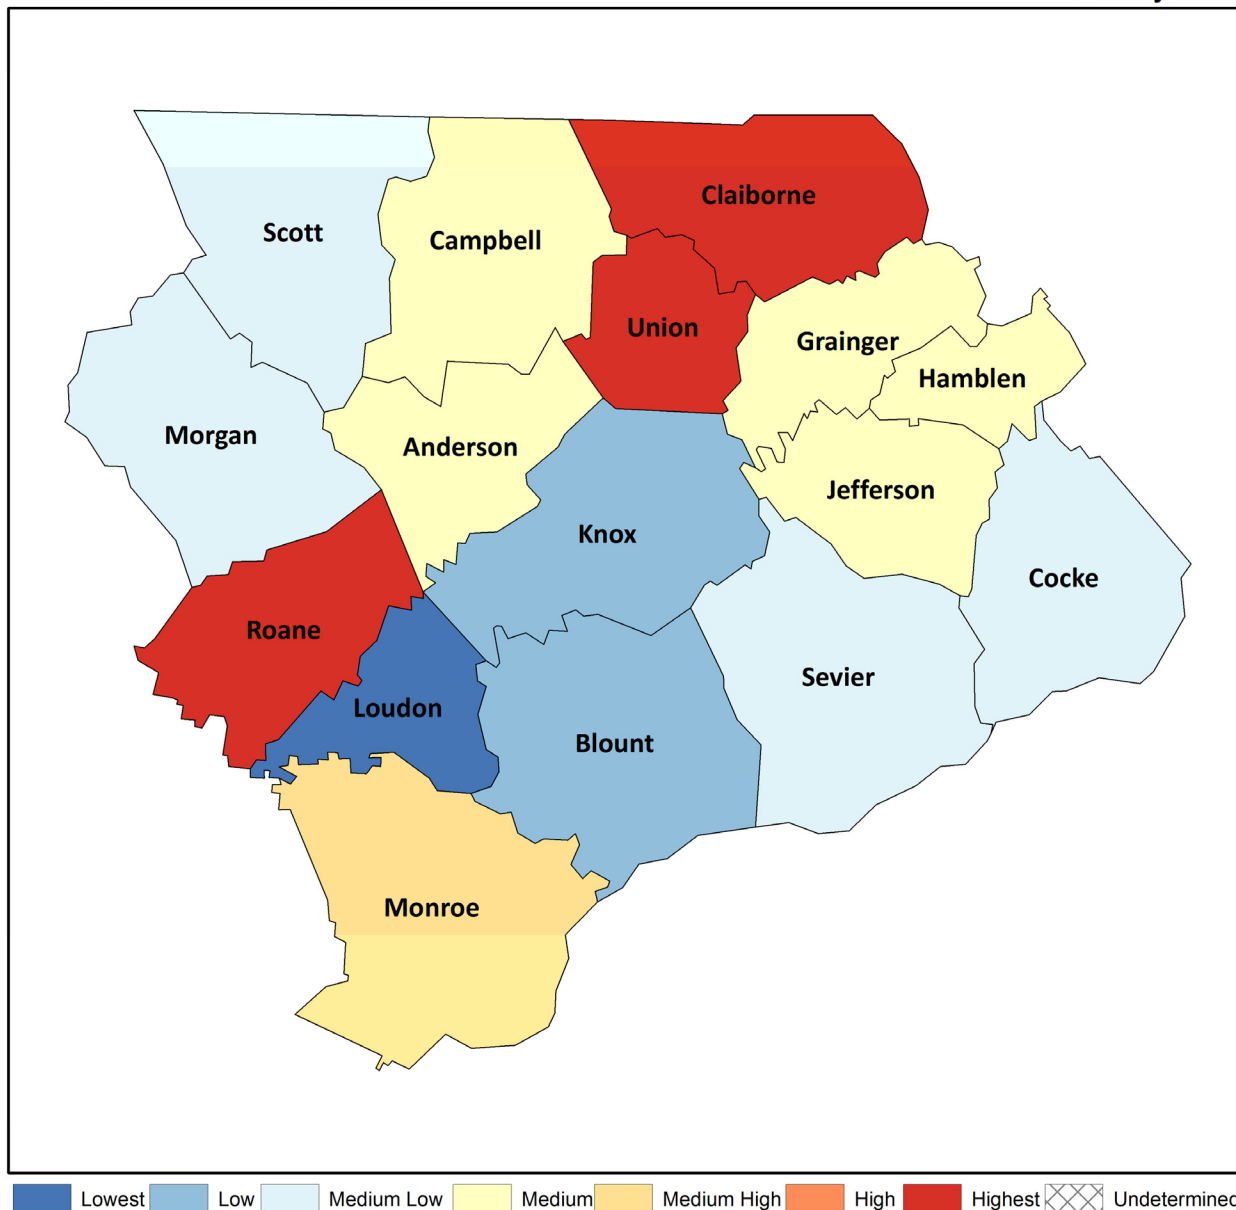 Claiborne
Scott
Campbell
Union
Grainger
Hamblen
Morgan
Anderson
Jefferson
Knox
Cocke
Roane
Sevier
Loudon
Blount
Monroe
Lowest Low Medium Low Medium Medium High High Highest Undetermined